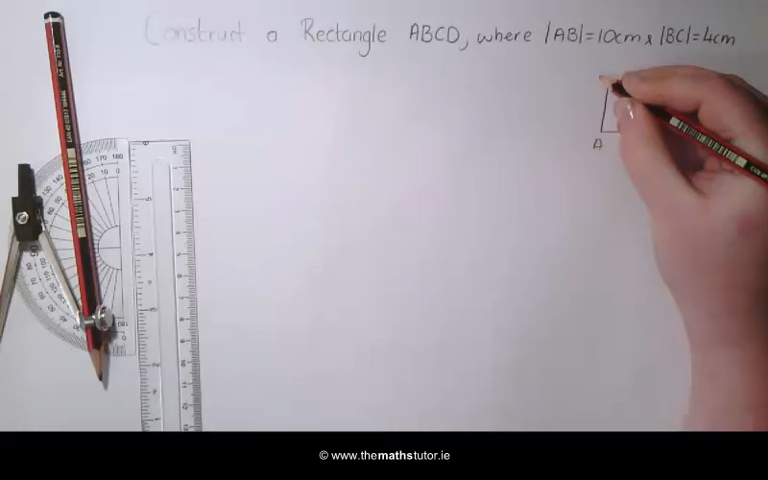 Construct a Rectangle ABCD, where |AB|=10cm x |BC|=4cm
A
© www.themathstutor.ie